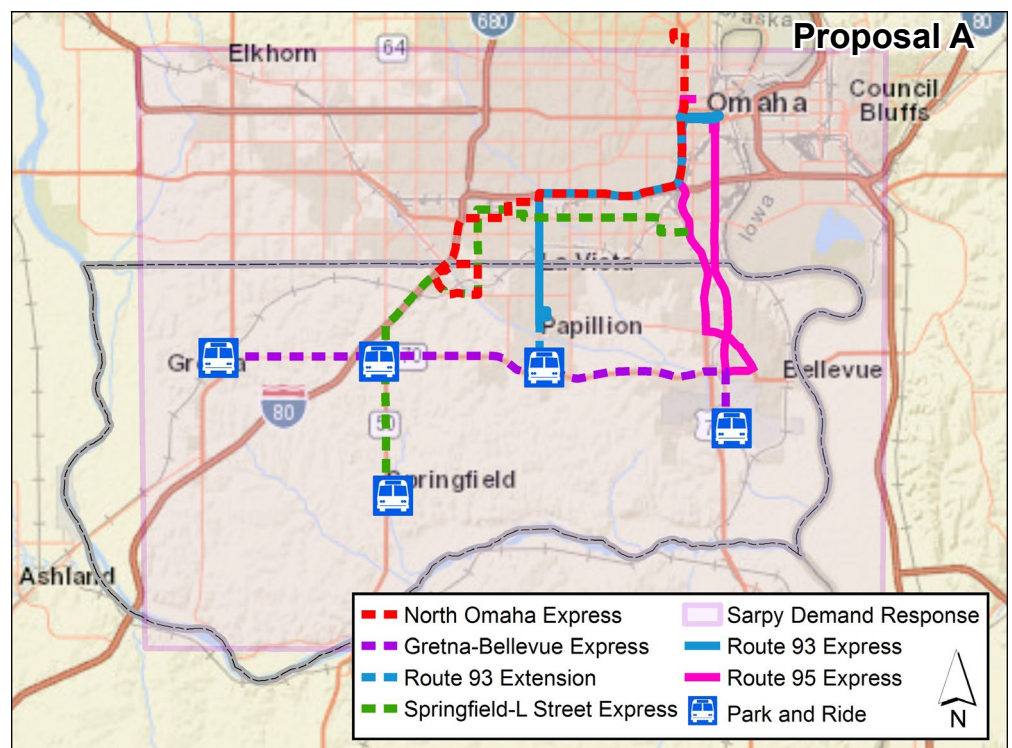 680
80
Proposal A
Elkhorn
64
Omaha
Council
Bluffs
Iowa
La Vista
Papillion
Bellevue
80
50
Springfield
Ashland
North Omaha Express
Gretna-Bellevue Express
Route 93 Extension
Springfield-L Street Express
Sarpy Demand Response
Route 93 Express
Route 95 Express
Park and Ride
N